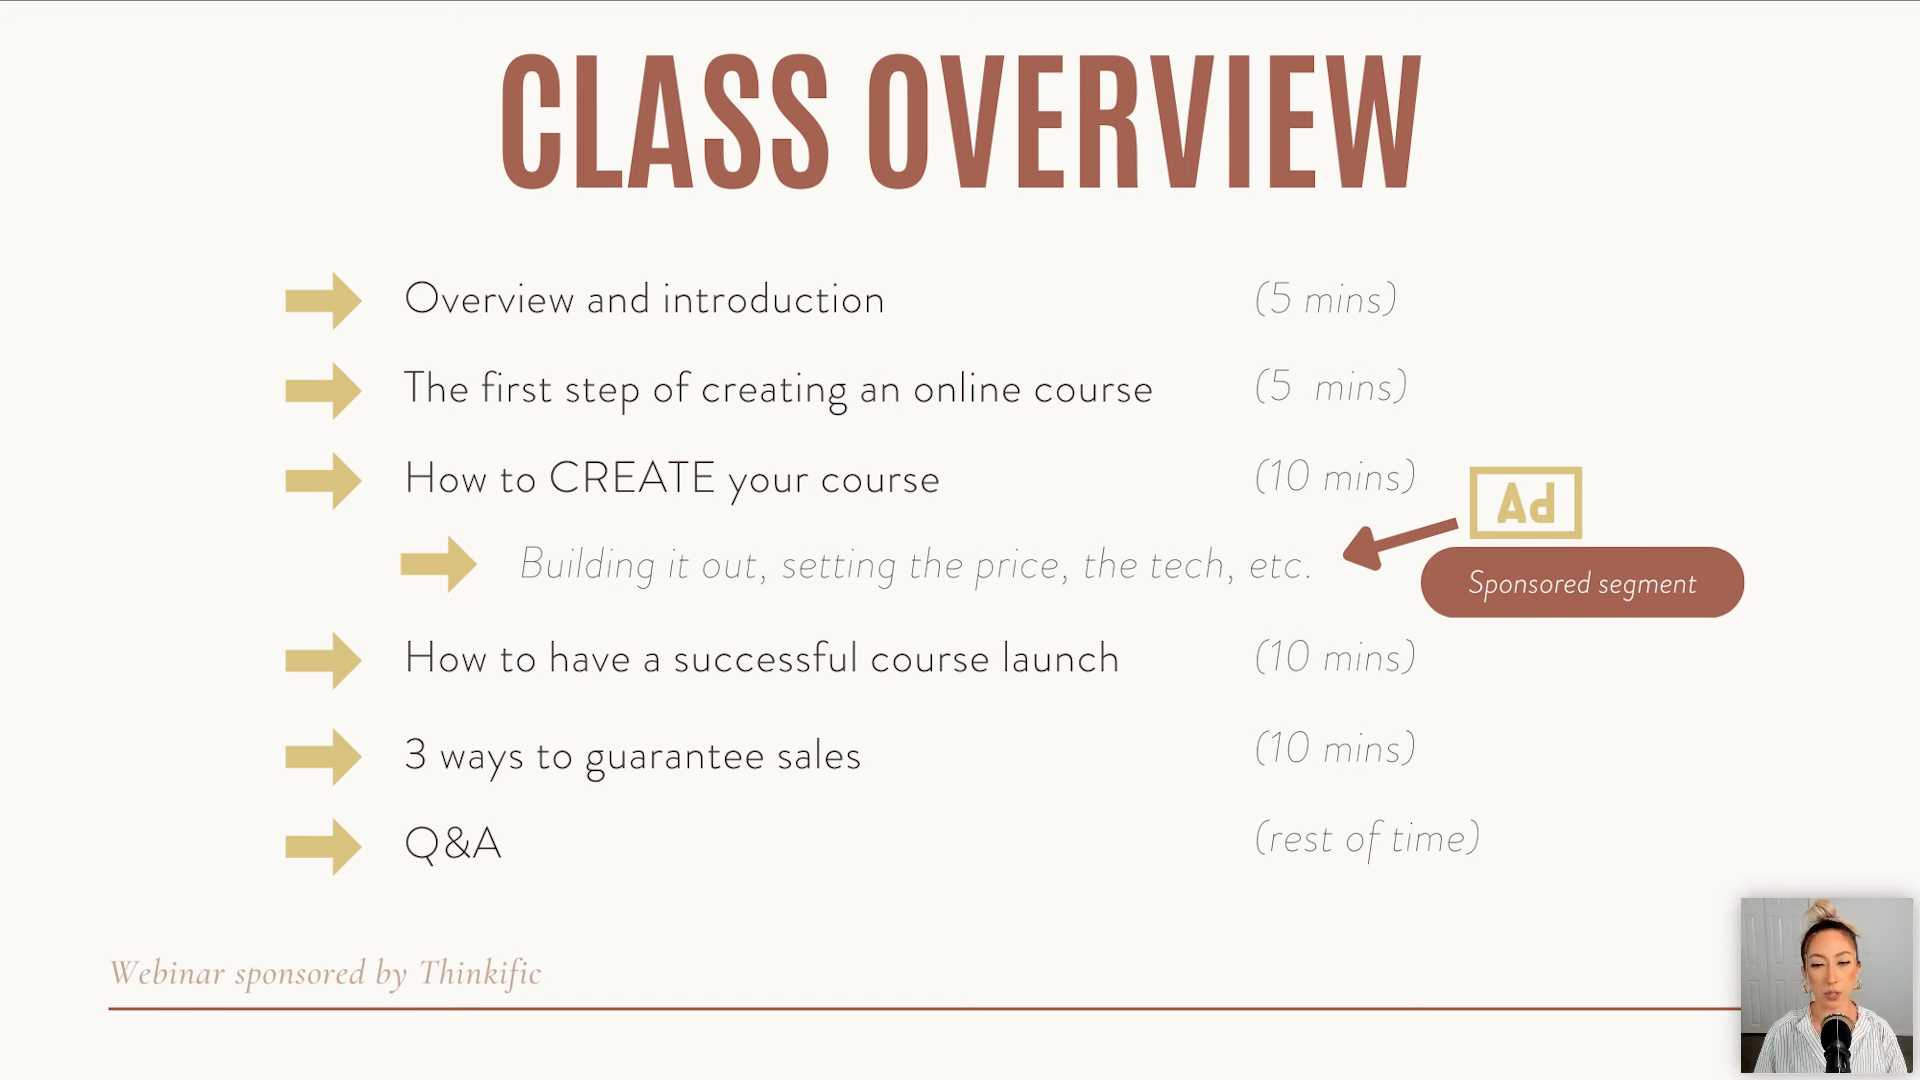 CLASS OVERVIEW
Overview and introduction (5 mins)
The first step of creating an online course (5 mins)
How to CREATE your course (10 mins)
Ad
Building it out, setting the price, the tech, etc.
Sponsored segment
How to have a successful course launch (10 mins)
3 ways to guarantee sales (10 mins)
Q&A (rest of time)
Webinar sponsored by Thinkific